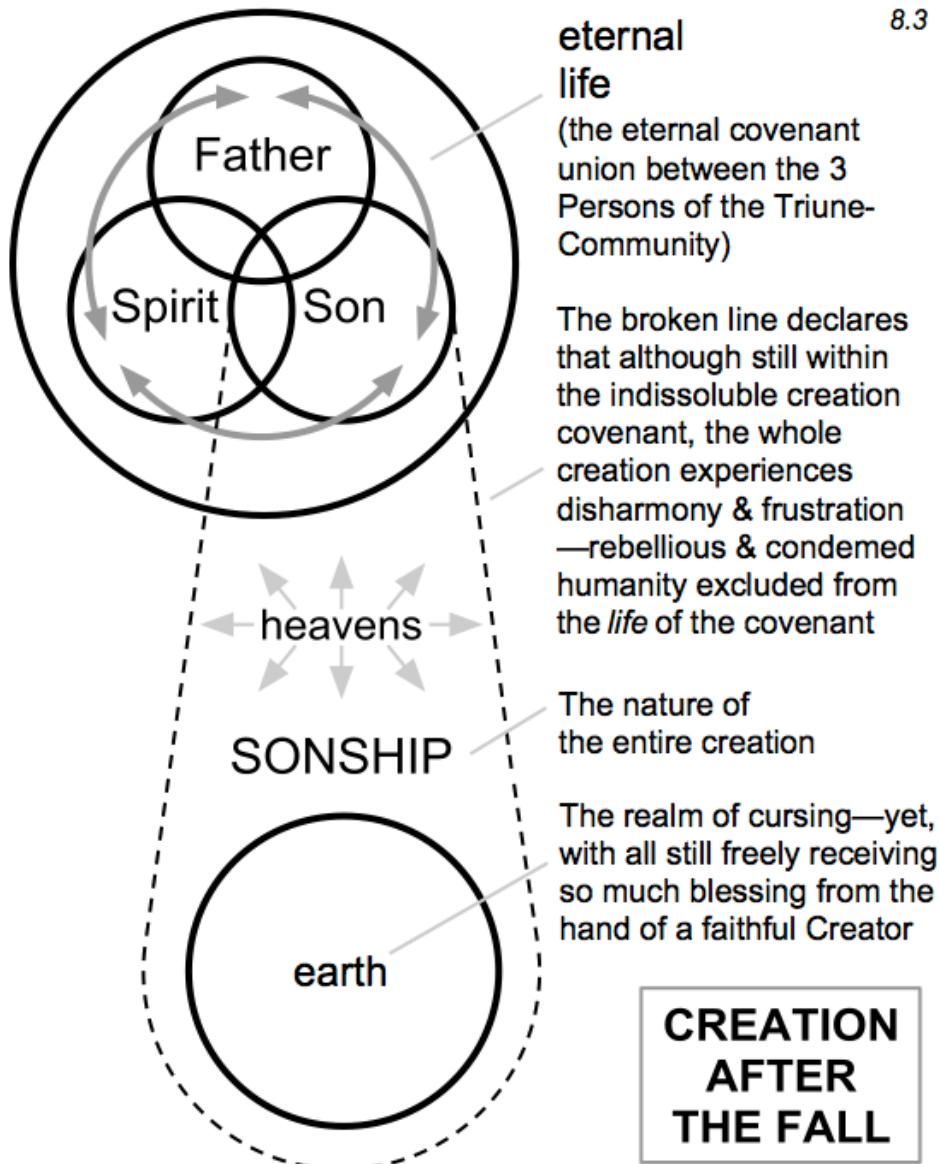 8.3
eternal
life
(the eternal covenant
union between the 3
Persons of the Triune-
Community)
Father
Spirit
Son
The broken line declares
that although still within
the indissoluble creation
covenant, the whole
creation experiences
disharmony & frustration
—rebellious & condemed
humanity excluded from
the life of the covenant
heavens
SONSHIP
The nature of
the entire creation
The realm of cursing—yet,
with all still freely receiving
so much blessing from the
hand of a faithful Creator
earth
CREATION
AFTER
THE FALL